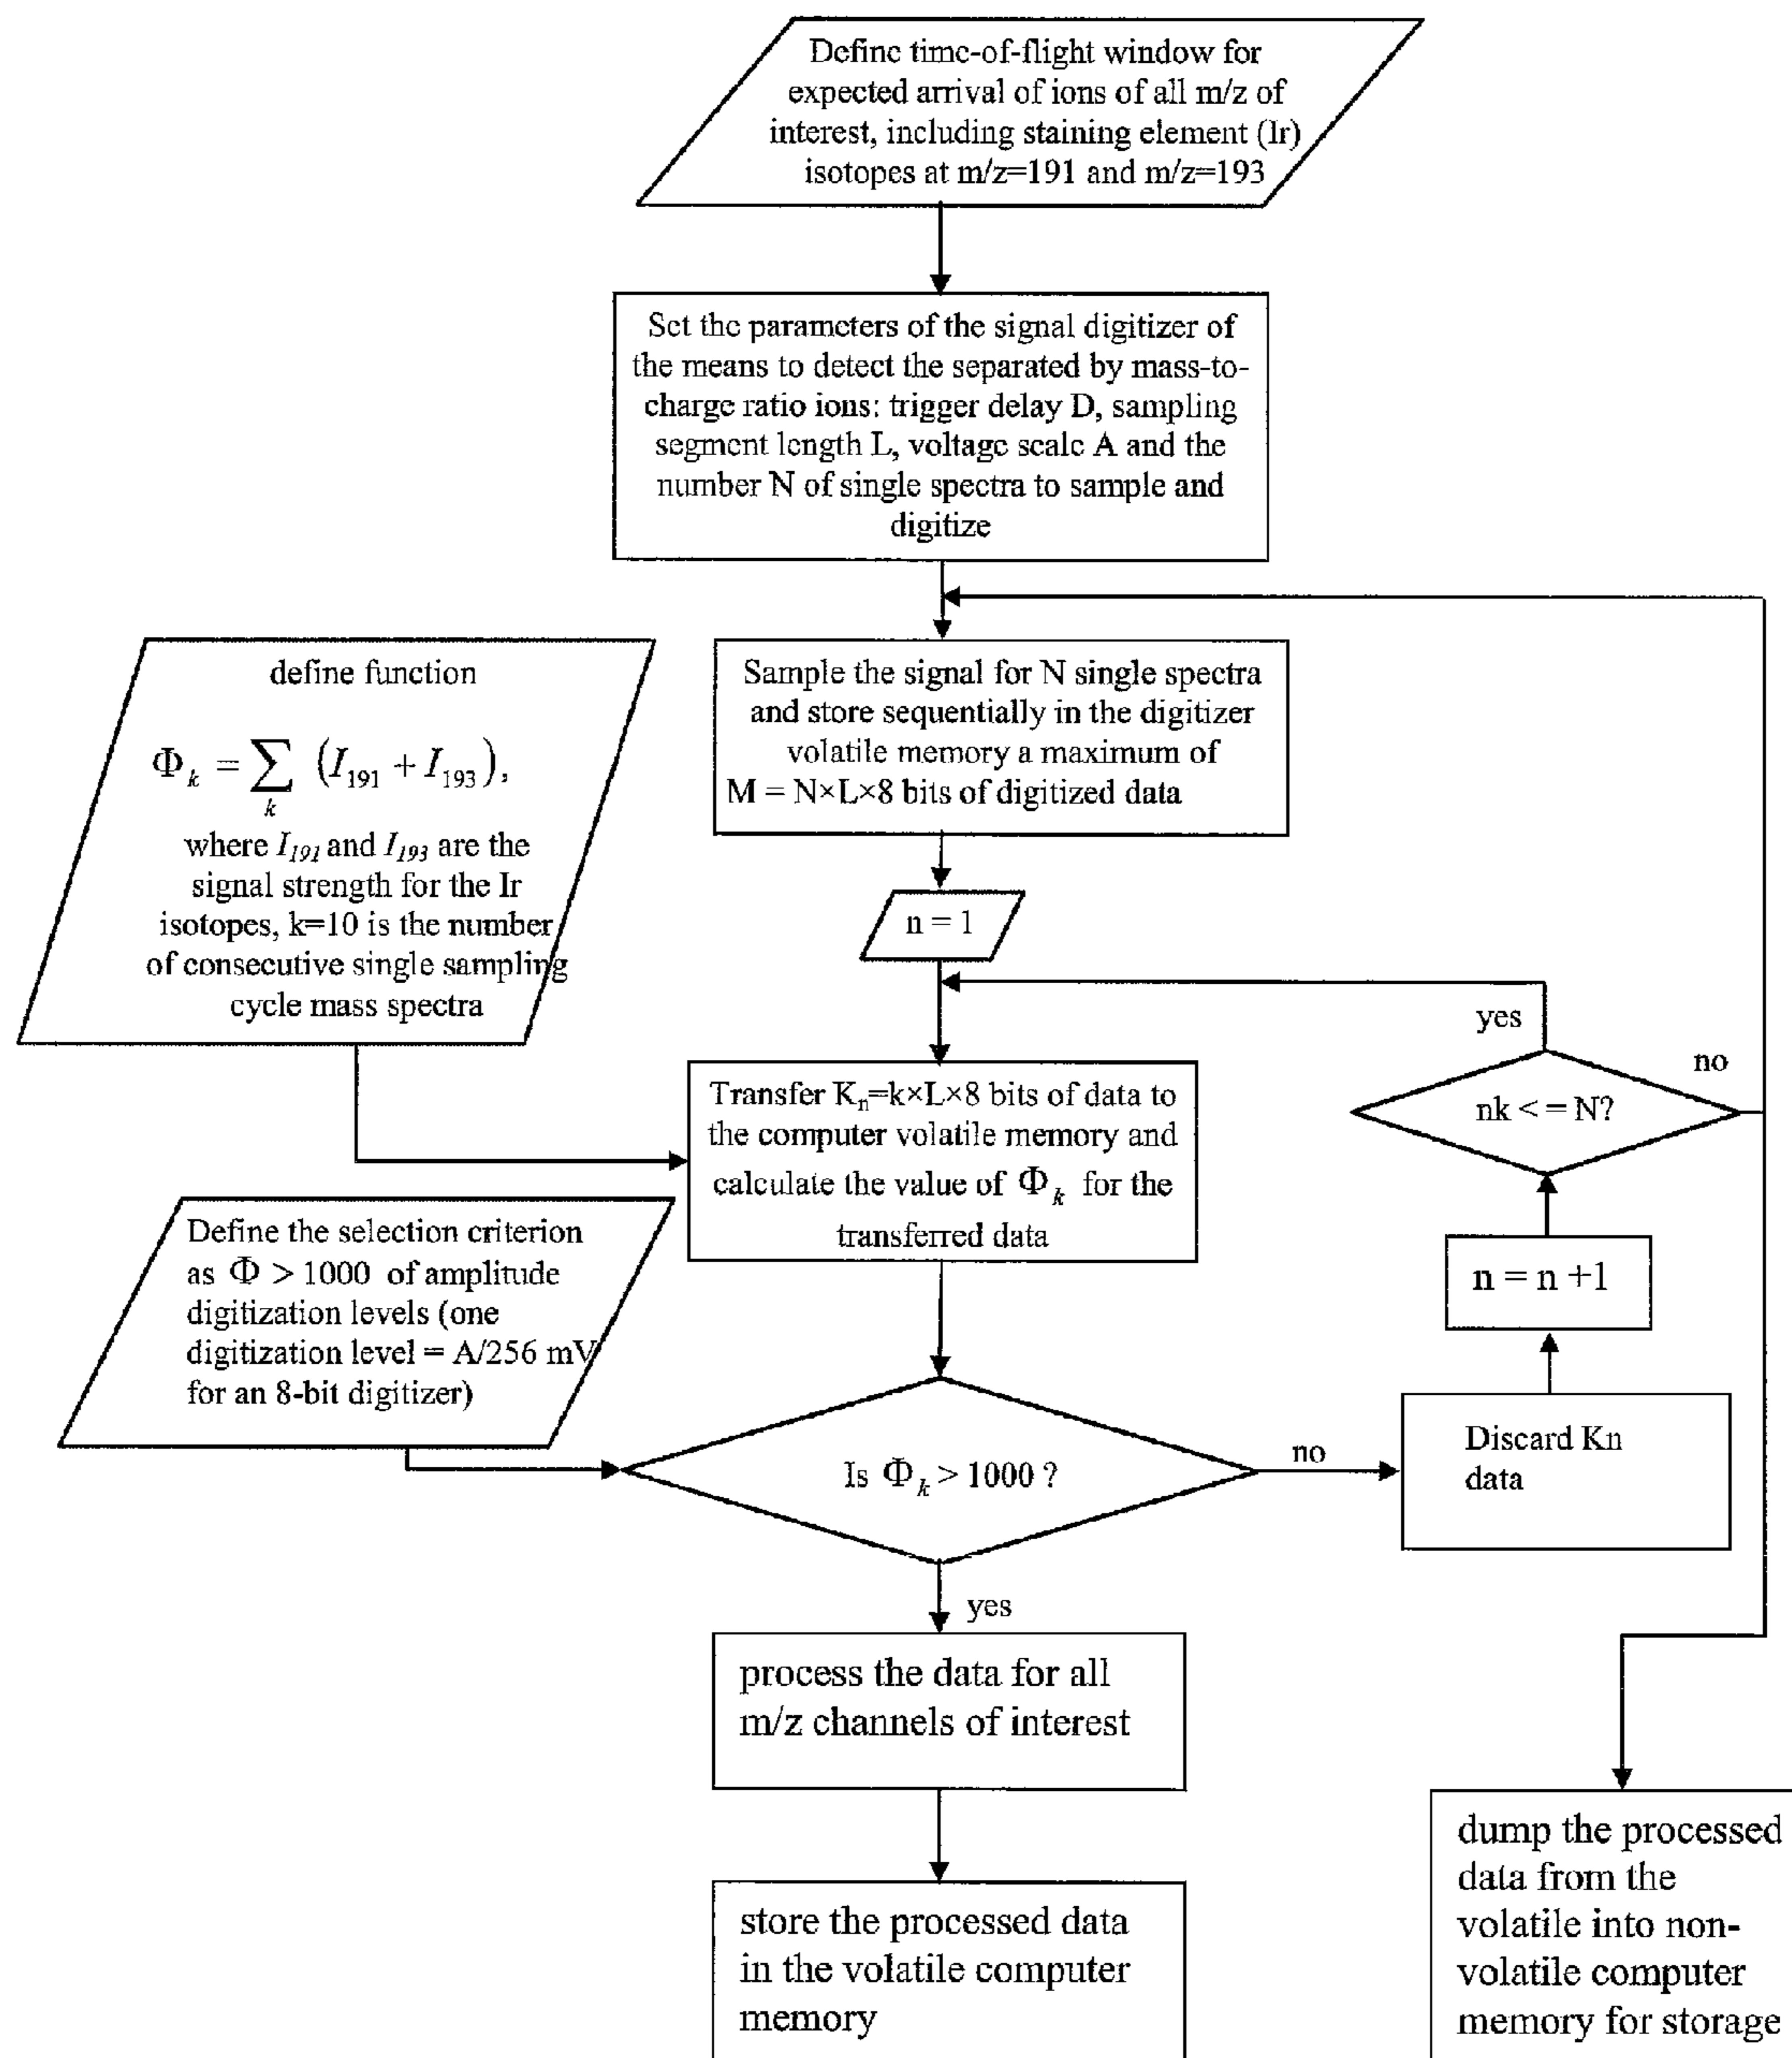 Define time-of-flight window for
expected arrival of ions of all m/z of
interest, including staining element (Ir)
isotopes at m/z=191 and m/z=193
Set the parameters of the signal digitizer of
the means to detect the separated by mass-to-
charge ratio ions: trigger delay D, sampling
segment length L, voltage scale A and the
number N of single spectra to sample and
digitize
define function
Φ_k = ∑_k (I_191 + I_193),
where I_191 and I_193 are the
signal strength for the Ir
isotopes, k=10 is the number
of consecutive single sampling
cycle mass spectra
Sample the signal for N single spectra
and store sequentially in the digitizer
volatile memory a maximum of
M = N×L×8 bits of digitized data
n = 1
yes
no
nk < = N?
Transfer K_n=k×L×8 bits of data to
the computer volatile memory and
calculate the value of Φ_k for the
transferred data
Define the selection criterion
as Φ > 1000 of amplitude
digitization levels (one
digitization level = A/256 mV
for an 8-bit digitizer)
n = n +1
Is Φ_k > 1000 ?
no
Discard Kn
data
yes
process the data for all
m/z channels of interest
store the processed data
in the volatile computer
memory
dump the processed
data from the
volatile into non-
volatile computer
memory for storage